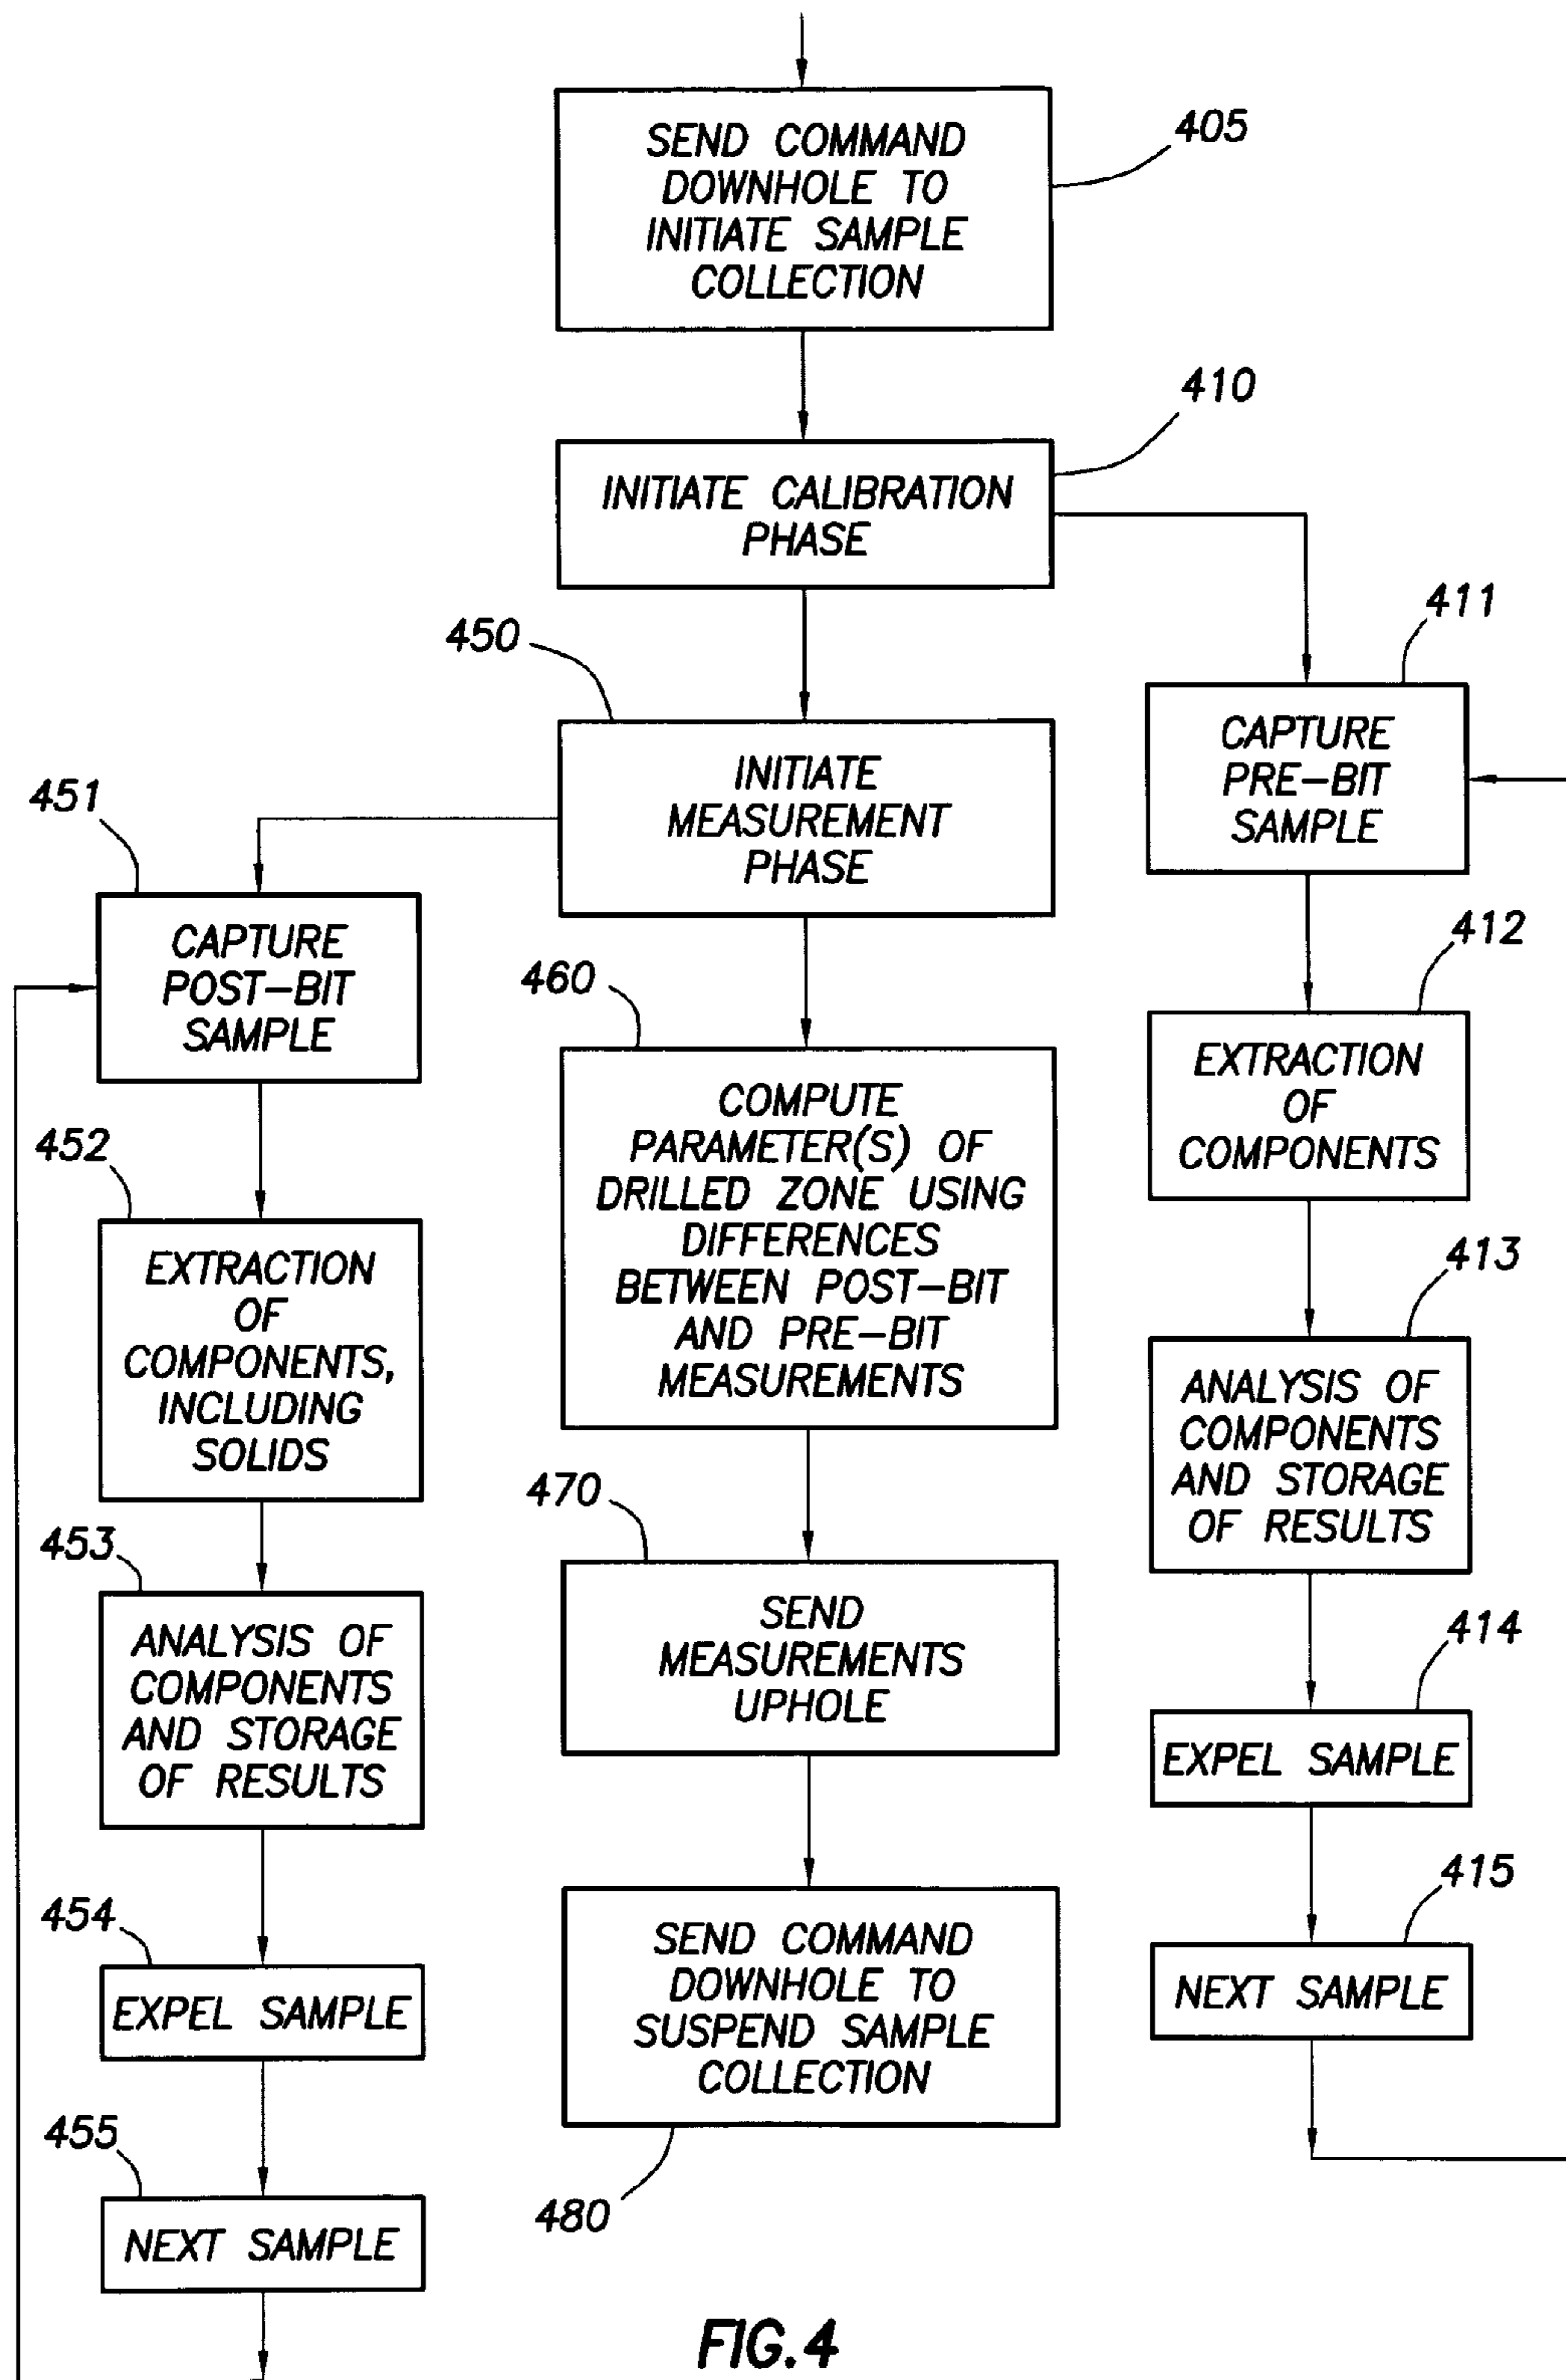 SEND COMMAND
DOWNHOLE TO
INITIATE SAMPLE
COLLECTION
405
INITIATE CALIBRATION
PHASE
410
450
INITIATE
MEASUREMENT
PHASE
411
CAPTURE
PRE-BIT
SAMPLE
451
CAPTURE
POST-BIT
SAMPLE
412
EXTRACTION
OF
COMPONENTS
460
COMPUTE
PARAMETER(S) OF
DRILLED ZONE USING
DIFFERENCES
BETWEEN POST-BIT
AND PRE-BIT
MEASUREMENTS
452
EXTRACTION
OF
COMPONENTS,
INCLUDING
SOLIDS
413
ANALYSIS OF
COMPONENTS
AND STORAGE
OF RESULTS
470
SEND
MEASUREMENTS
UPHOLE
453
ANALYSIS OF
COMPONENTS
AND STORAGE
OF RESULTS
414
EXPEL SAMPLE
415
NEXT SAMPLE
454
EXPEL SAMPLE
SEND COMMAND
DOWNHOLE TO
SUSPEND SAMPLE
COLLECTION
480
455
NEXT SAMPLE
FIG.4